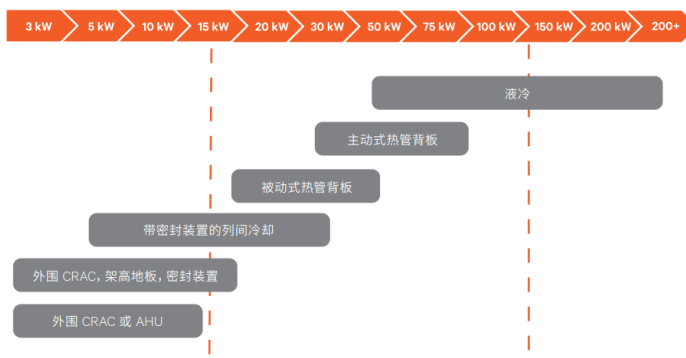 3 kW 5 kW 10 kW 15 kW 20 kW 30 kW 50 kW 75 kW 100 kW 150 kW 200 kW 200+
液冷
主动式热管背板
被动式热管背板
带密封装置的列间冷却
外围 CRAC，架高地板，密封装置
外围 CRAC 或 AHU